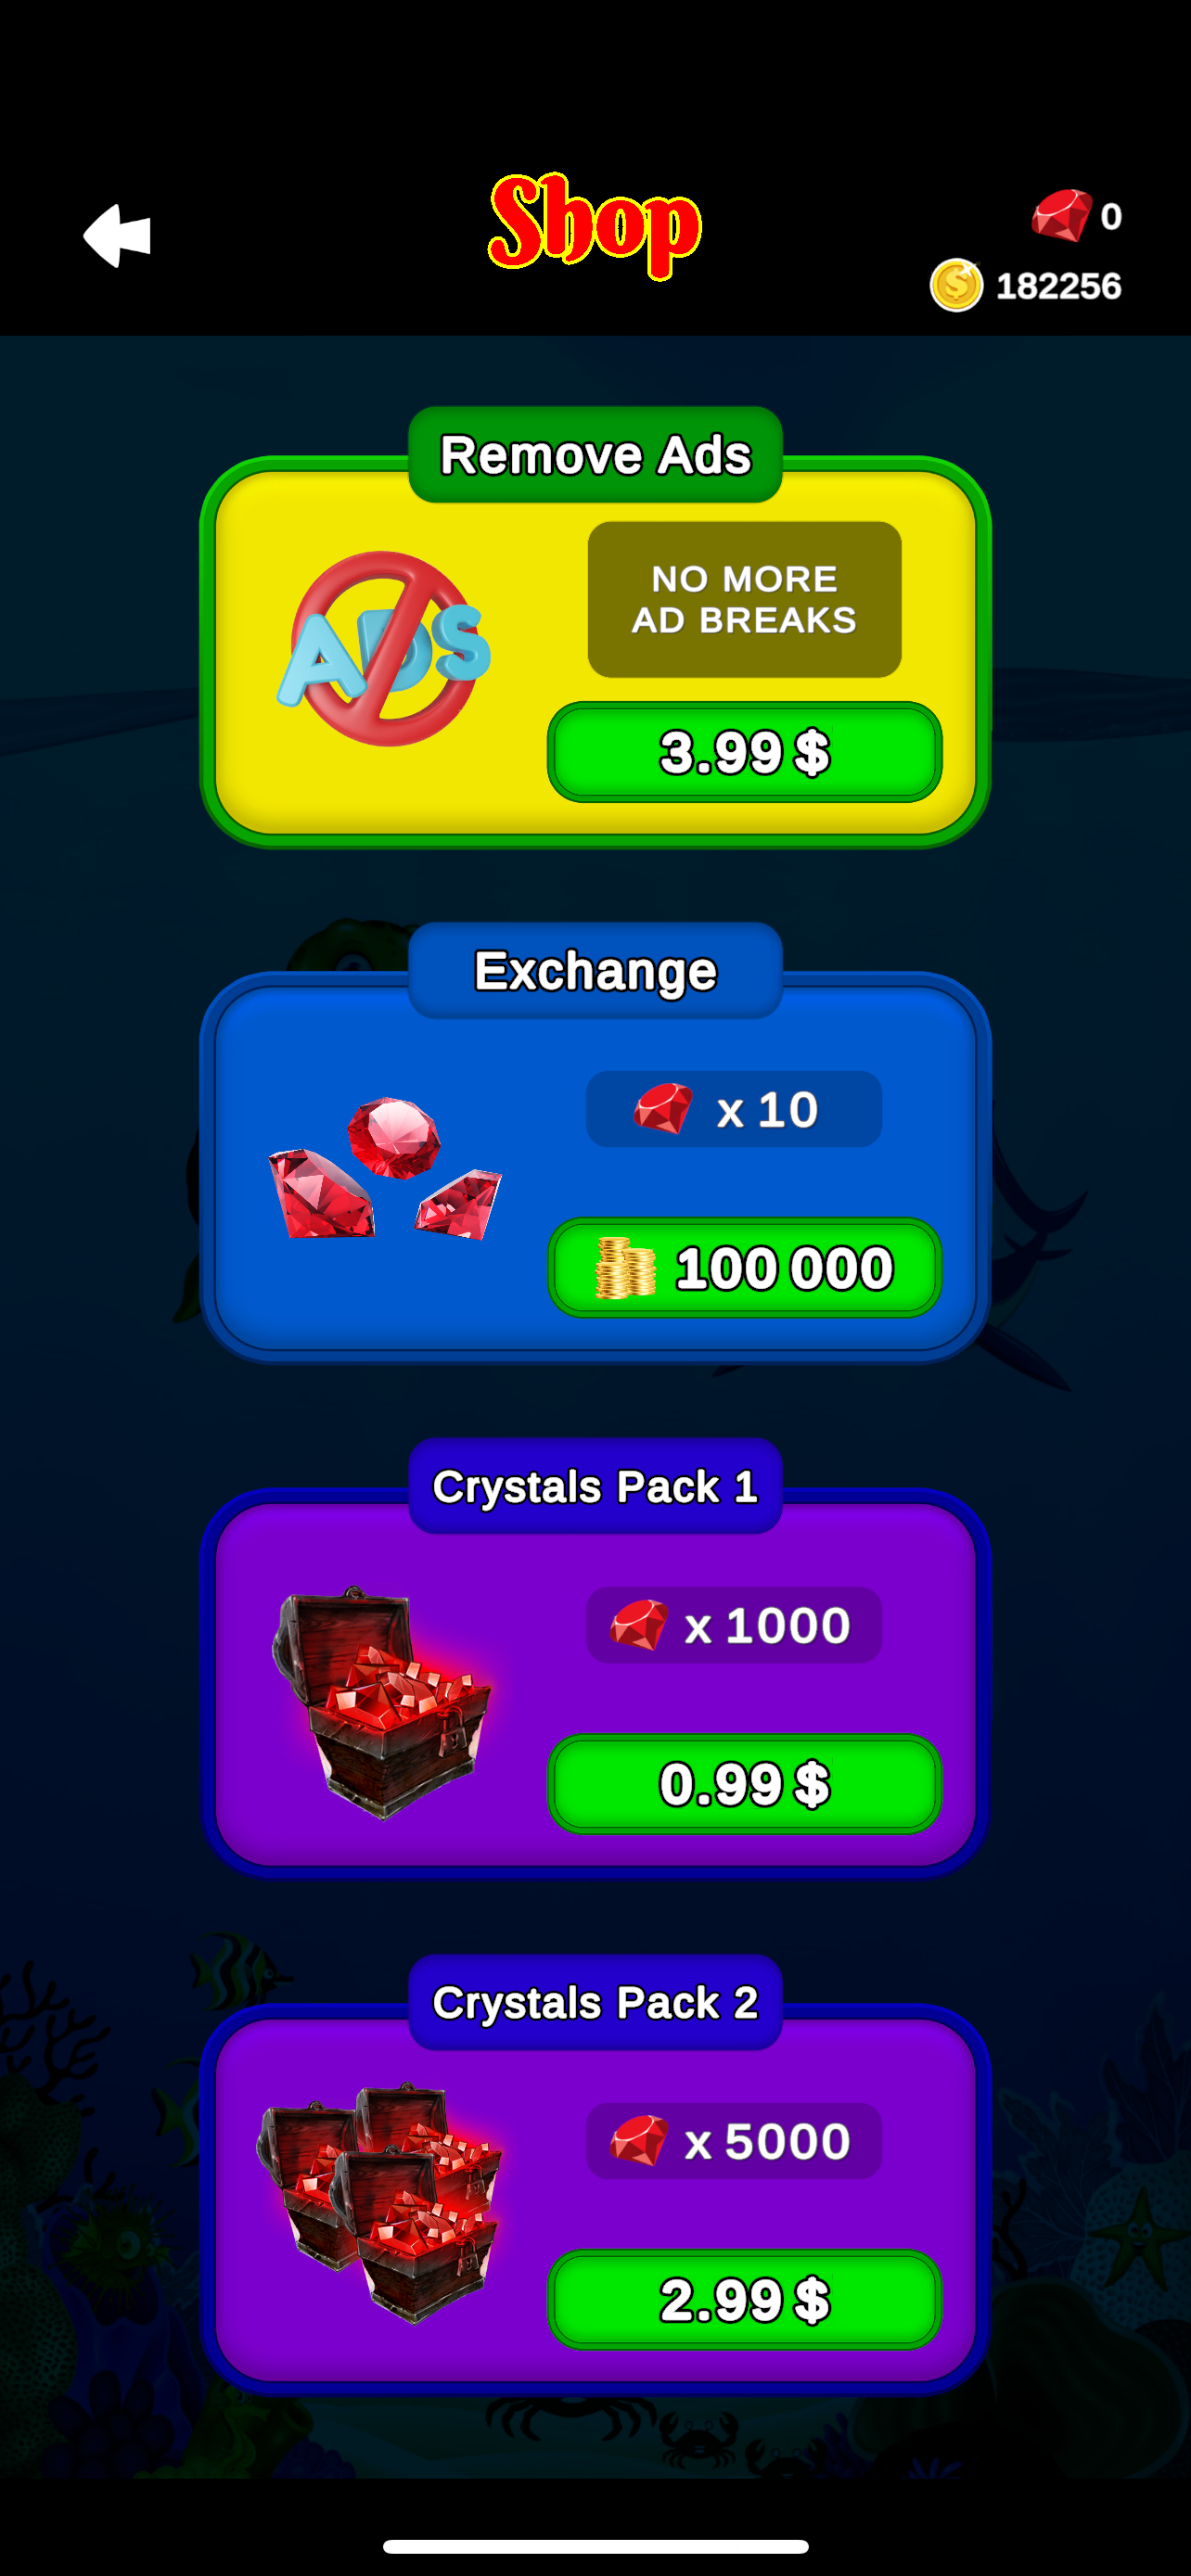 Shop
0
182256
Remove Ads
ADS
NO MORE
AD BREAKS
3.99 $
Exchange
x 10
100 000
Crystals Pack 1
x 1000
0.99 $
Crystals Pack 2
x 5000
2.99 $